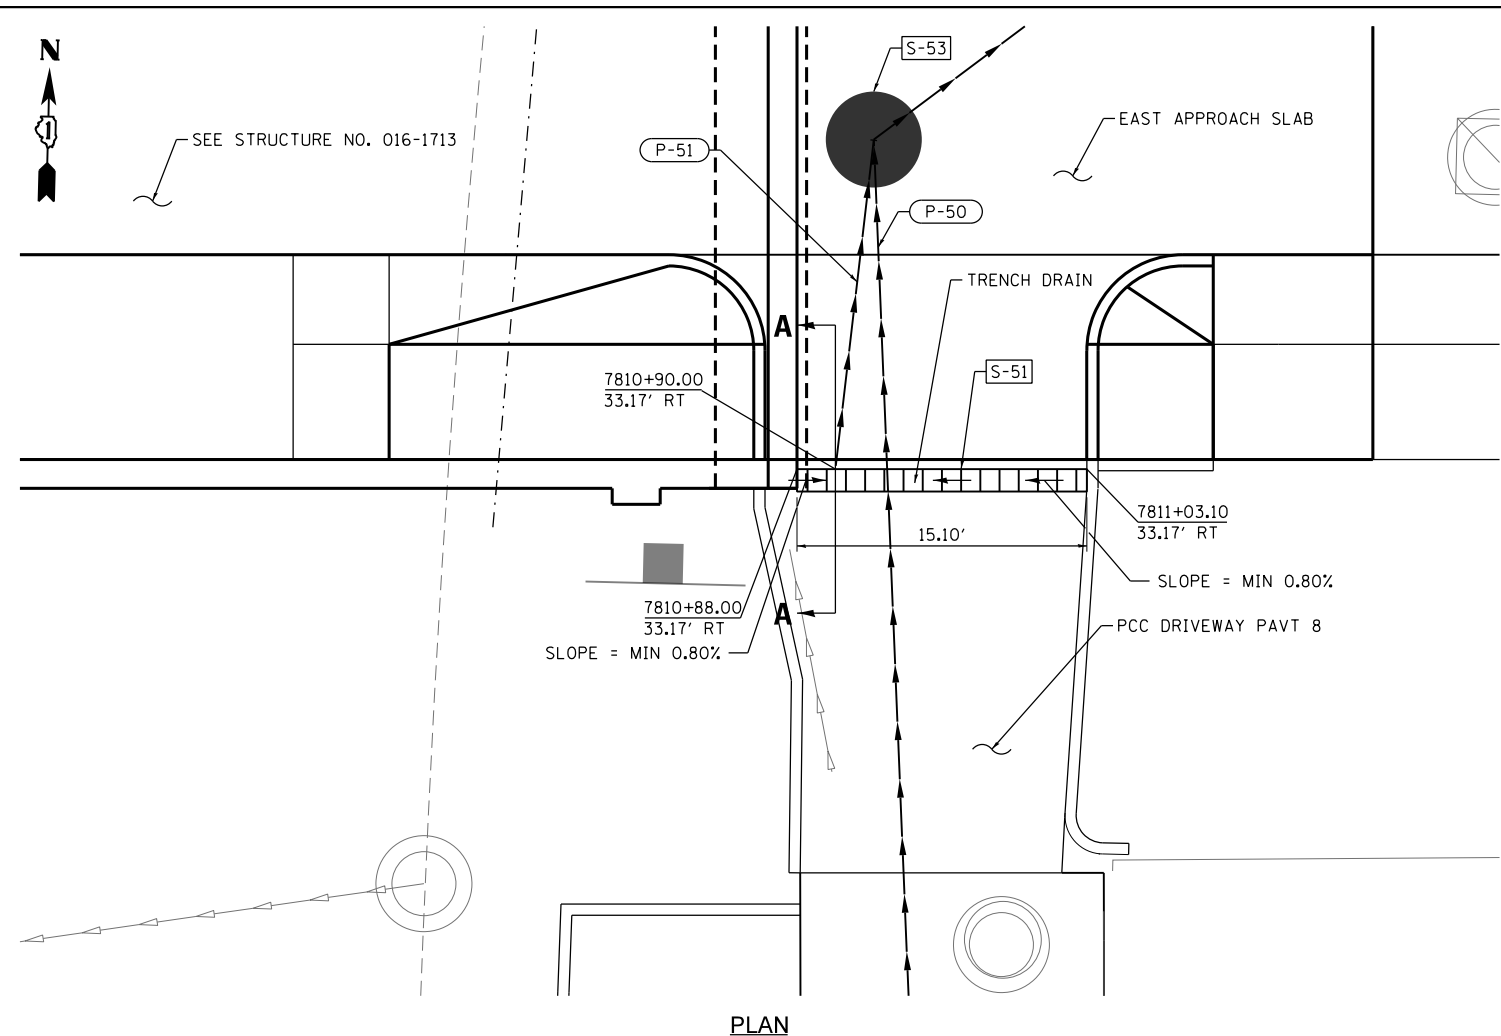 N
1
S-53
SEE STRUCTURE NO. 016-1713
P-51
EAST APPROACH SLAB
P-50
TRENCH DRAIN
A
S-51
7810+90.00
33.17' RT
7811+03.10
33.17' RT
15.10'
SLOPE = MIN 0.80%
7810+88.00
33.17' RT
A
PCC DRIVEWAY PAVT 8
SLOPE = MIN 0.80%
PLAN